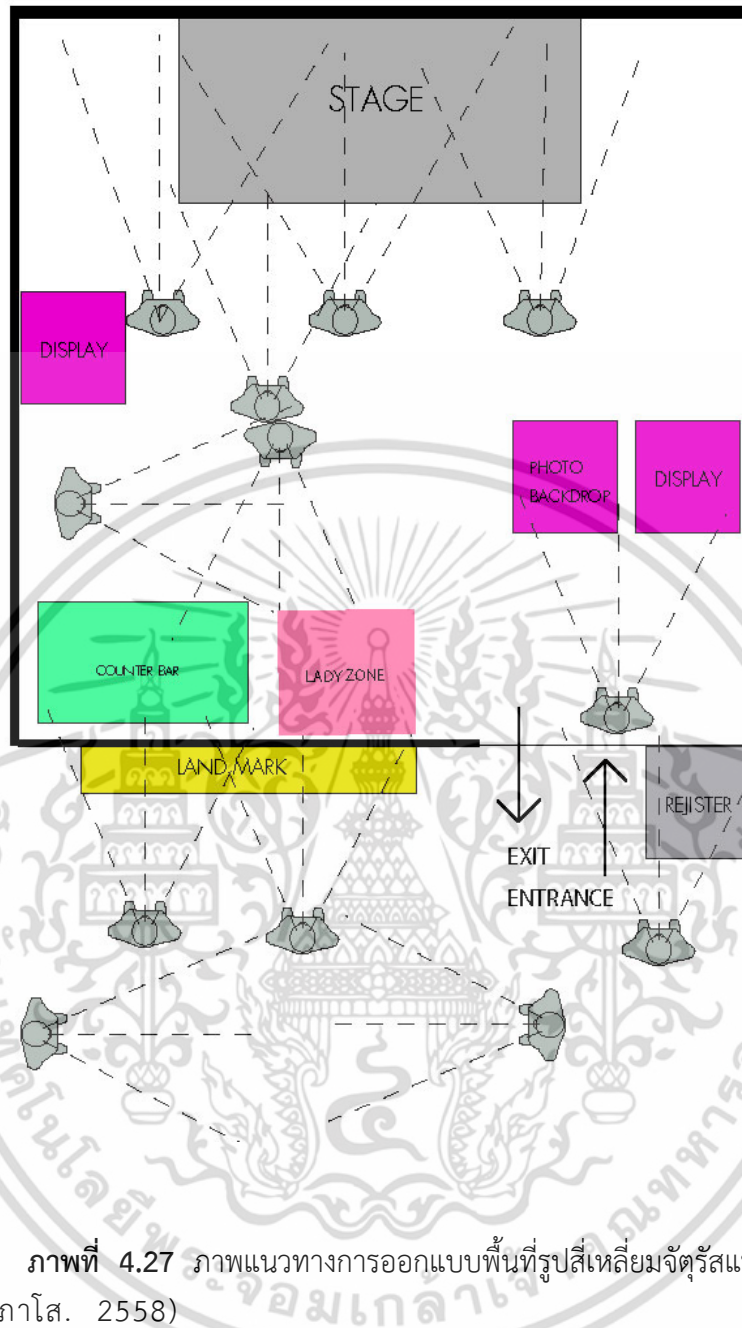 STAGE
DISPLAY
PHOTO
BACKDROP
DISPLAY
COUNTER BAR
LADY ZONE
LAND MARK
REJISTER
EXIT
ENTRANCE
ภาพที่ 4.27 ภาพแนวทางการออกแบบพื้นที่รูปสี่เหลี่ยมจัตุรัส
ภาโส. 2558)